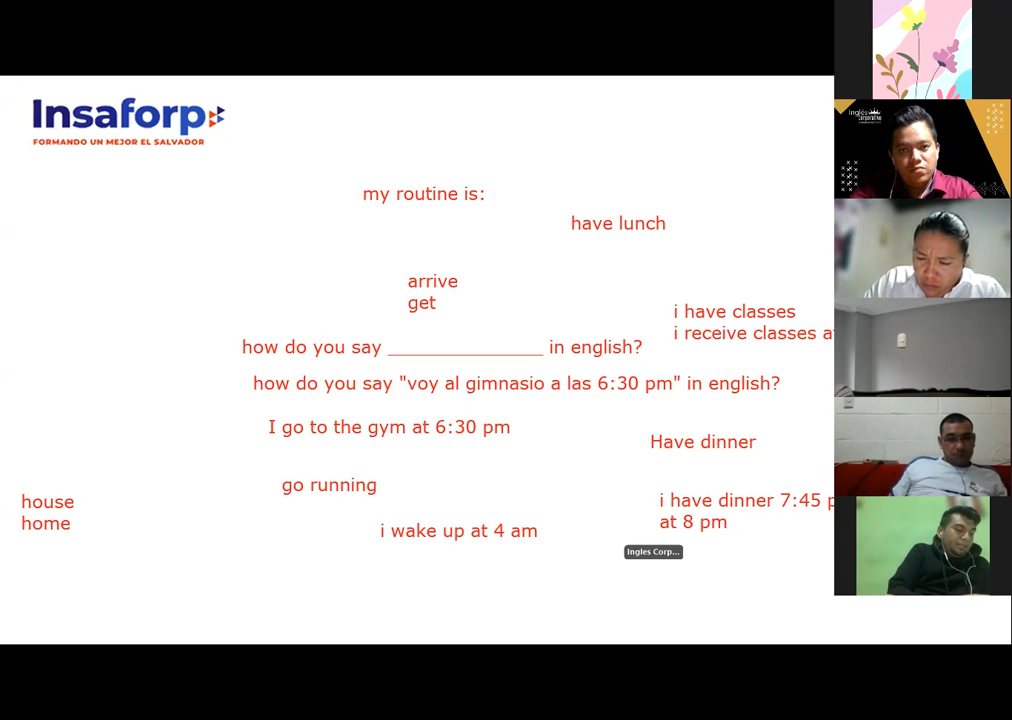 Insaforp
FORMANDO UN MEJOR EL SALVADOR
my routine is:
have lunch
arrive
get
i have classes
i receive classes
how do you say ________________ in english?
how do you say "voy al gimnasio a las 6:30 pm" in english?
I go to the gym at 6:30 pm
Have dinner
go running
house
home
i have dinner 7:45
at 8 pm
i wake up at 4 am
Ingles Corp...
Inglés
corporativo